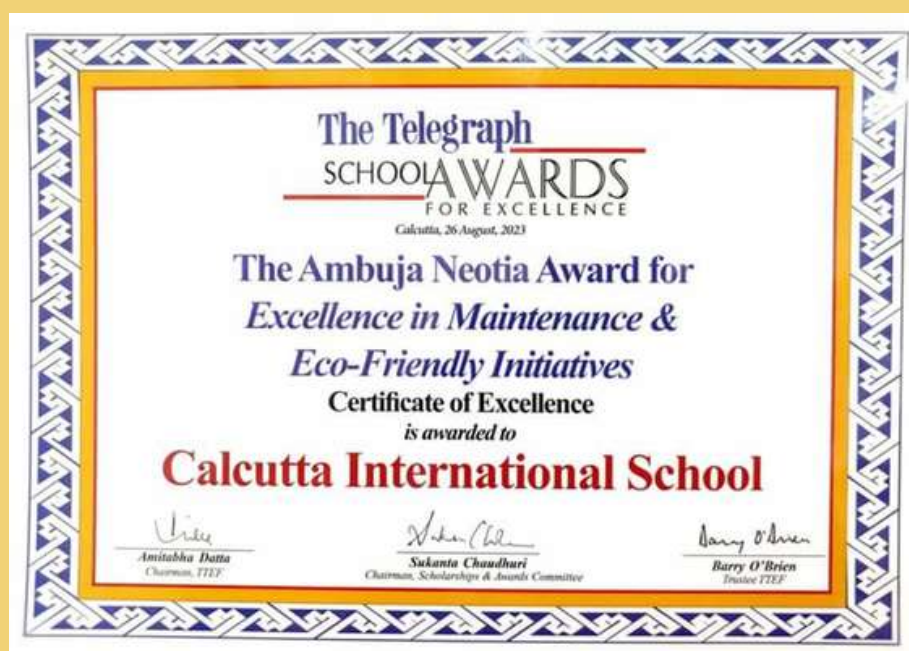 The Telegraph
SCHOOL AWARDS
FOR EXCELLENCE
Calcutta, 26 August, 2023
The Ambuja Neotia Award for
Excellence in Maintenance &
Eco-Friendly Initiatives
Certificate of Excellence
is awarded to
Calcutta International School
Barry O'Brien
Amitabha Datta
Chairman, TTEF
Sukanta Chaudhuri
Chairman, Scholarships & Awards Committee
Barry O'Brien
Trustee TTEF